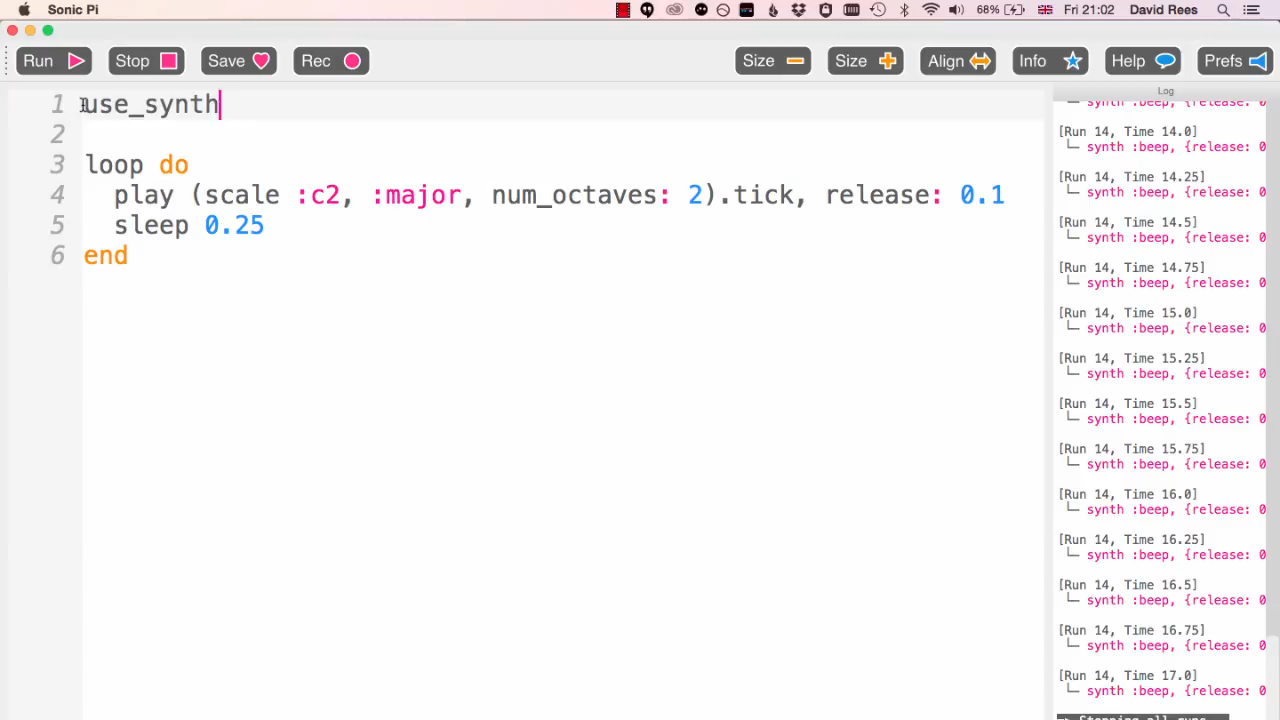 Sonic Pi 68% Fri 21:02 David Rees
Run Stop Save Rec Size Size Align Info Help Prefs
Log
1 use_synth
2
3 loop do
4 play (scale :c2, :major, num_octaves: 2).tick, release: 0.1
5 sleep 0.25
6 end
synth :beep, {release: 0
[Run 14, Time 14.0]
synth :beep, {release: 0
[Run 14, Time 14.25]
synth :beep, {release: 0
[Run 14, Time 14.5]
synth :beep, {release: 0
[Run 14, Time 14.75]
synth :beep, {release: 0
[Run 14, Time 15.0]
synth :beep, {release: 0
[Run 14, Time 15.25]
synth :beep, {release: 0
[Run 14, Time 15.5]
synth :beep, {release: 0
[Run 14, Time 15.75]
synth :beep, {release: 0
[Run 14, Time 16.0]
synth :beep, {release: 0
[Run 14, Time 16.25]
synth :beep, {release: 0
[Run 14, Time 16.5]
synth :beep, {release: 0
[Run 14, Time 16.75]
synth :beep, {release: 0
[Run 14, Time 17.0]
synth :beep, {release: 0